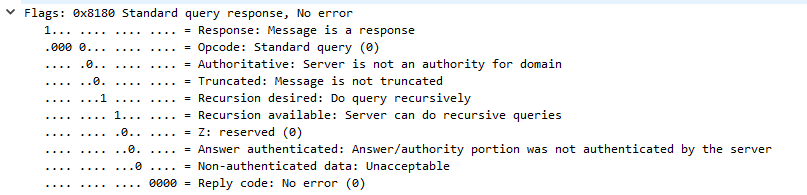 Flags: 0x8180 Standard query response, No error
1... .... .... .... = Response: Message is a response
.000 0... .... .... = Opcode: Standard query (0)
.... .0.. .... .... = Authoritative: Server is not an authority for domain
.... ..0. .... .... = Truncated: Message is not truncated
.... ...1 .... .... = Recursion desired: Do query recursively
.... .... 1... .... = Recursion available: Server can do recursive queries
.... .... .0.. .... = Z: reserved (0)
.... .... ..0. .... = Answer authenticated: Answer/authority portion was not authenticated by the server
.... .... ...0 .... = Non-authenticated data: Unacceptable
.... .... .... 0000 = Reply code: No error (0)